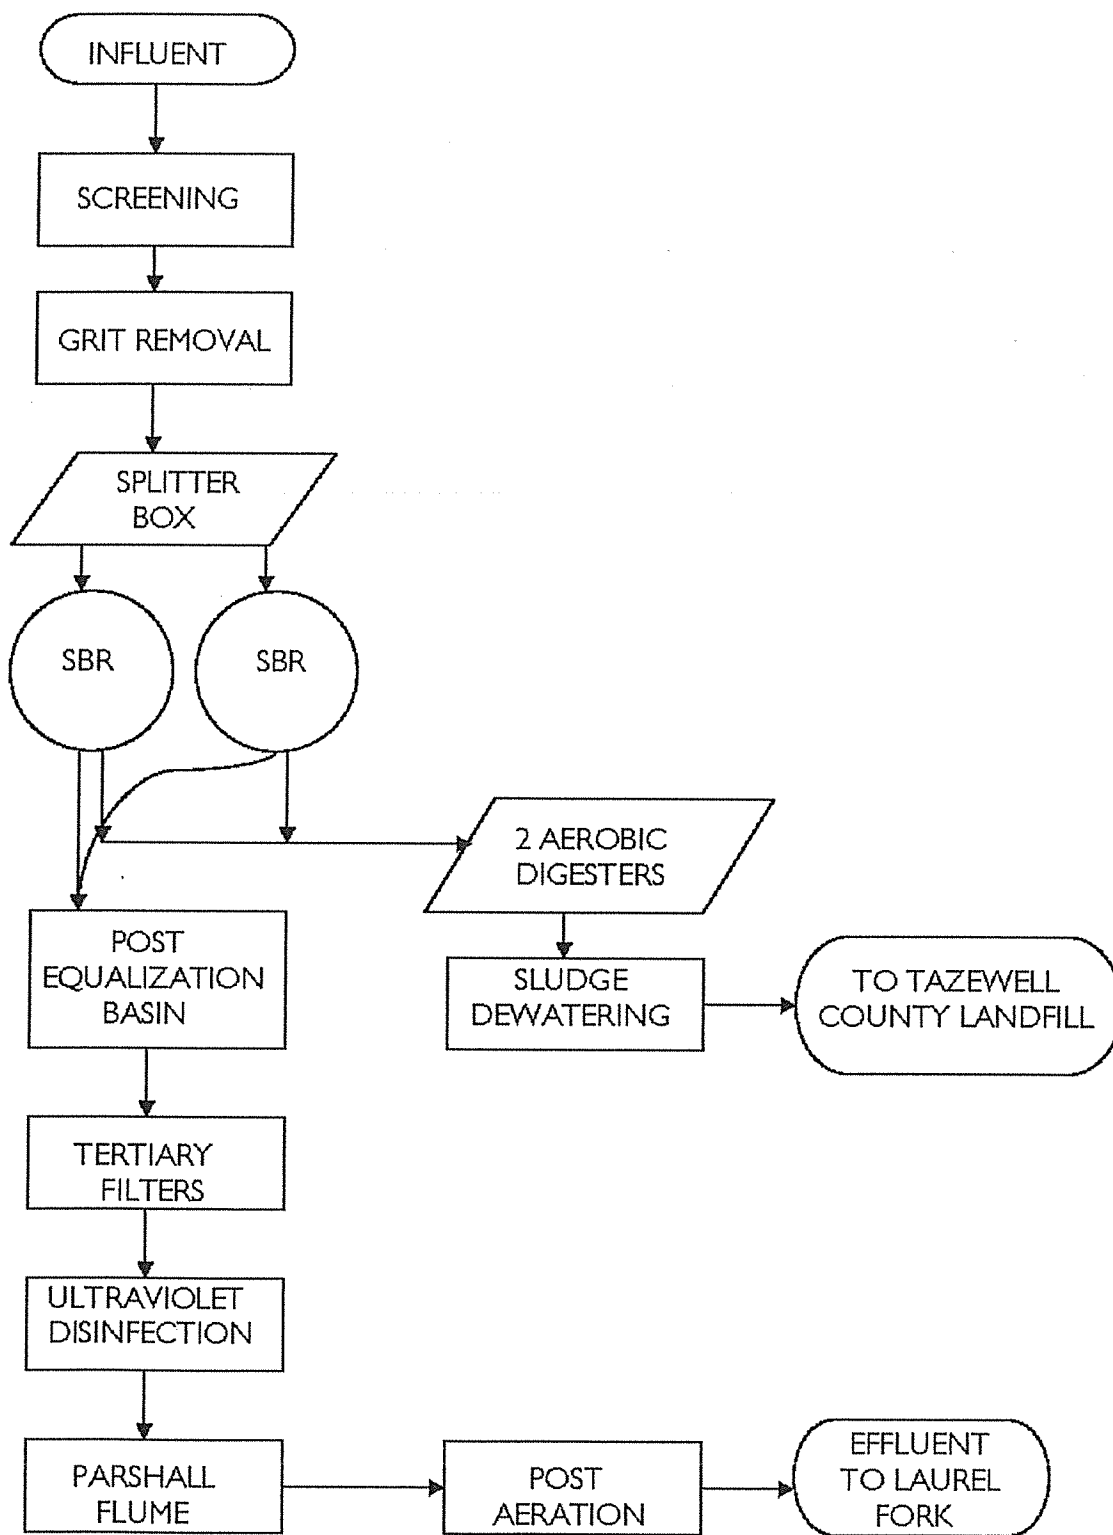 INFLUENT
SCREENING
GRIT REMOVAL
SPLITTER
BOX
SBR
SBR
2 AEROBIC
DIGESTERS
POST
EQUALIZATION
BASIN
SLUDGE
DEWATERING
TO TAZEWELL
COUNTY LANDFILL
TERTIARY
FILTERS
ULTRAVIOLET
DISINFECTION
PARSHALL
FLUME
POST
AERATION
EFFLUENT
TO LAUREL
FORK